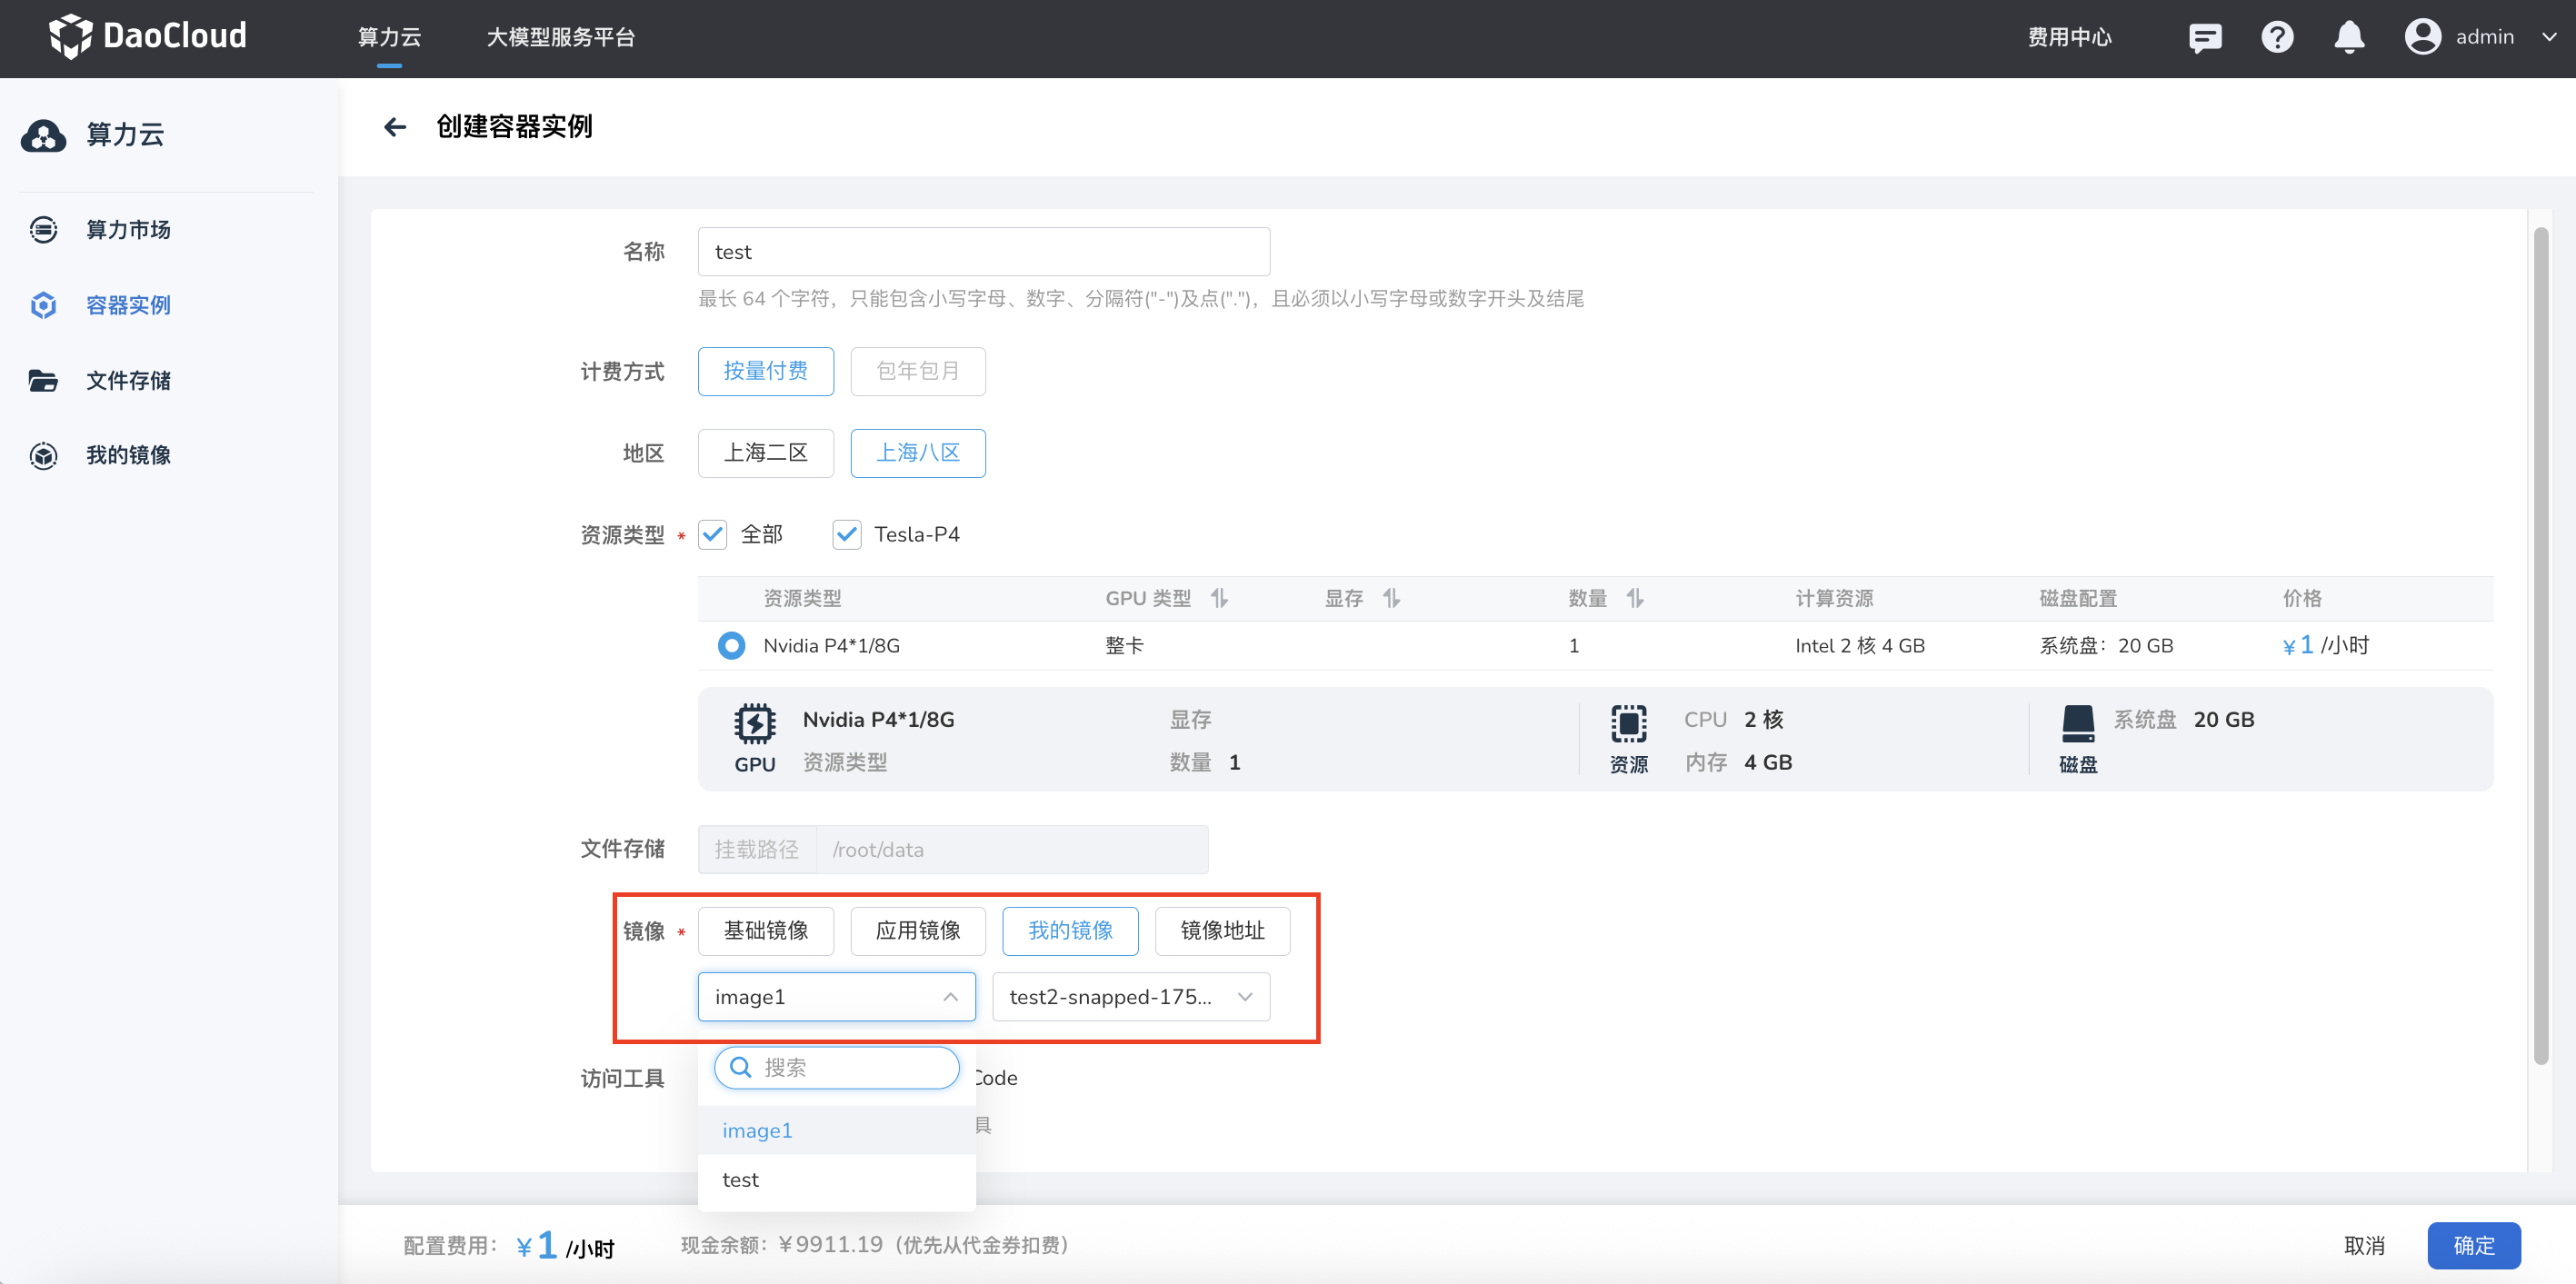 DaoCloud 算力云 大模型服务平台 费用中心 admin
算力云
算力市场
容器实例
文件存储
我的镜像
创建容器实例
名称 test
最长 64 个字符，只能包含小写字母、数字、分隔符("-")及点(".")，且必须以小写字母或数字开头及结尾
计费方式 按量付费 包年包月
地区 上海二区 上海八区
资源类型 * 全部 Tesla-P4
资源类型 GPU 类型 显存 数量 计算资源 磁盘配置 价格
Nvidia P4*1/8G 整卡 1 Intel 2 核 4 GB 系统盘：20 GB ¥ 1 /小时
Nvidia P4*1/8G 显存 CPU 2 核 系统盘 20 GB
GPU 资源类型 数量 1 资源 内存 4 GB 磁盘
文件存储 挂载路径 /root/data
镜像 * 基础镜像 应用镜像 我的镜像 镜像地址
image1 test2-snapped-175...
搜索
访问工具 Code
具
image1
test
配置费用： ¥ 1 /小时 现金余额：¥9911.19（优先从代金券扣费） 取消 确定